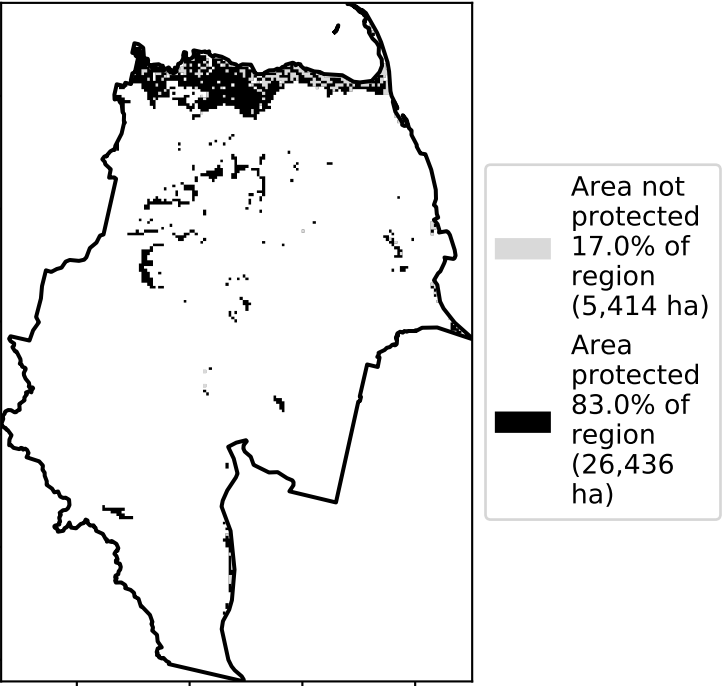 Area not
protected
17.0% of
region
(5,414 ha)
Area
protected
83.0% of
region
(26,436
ha)